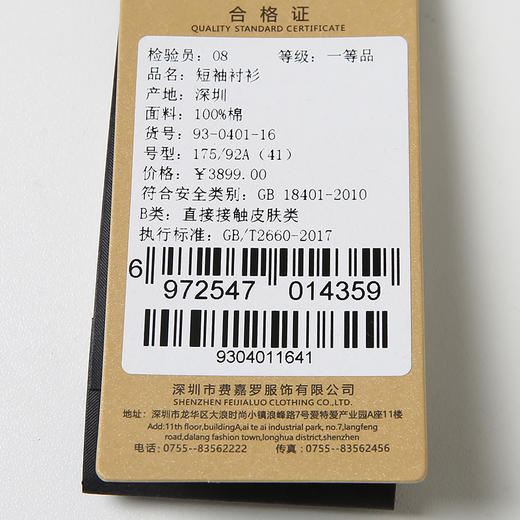 合格证
QUALITY STANDARD CERTIFICATE
检验员: 08 等级: 一等品
品名: 短袖衬衫
产地: 深圳
面料: 100%棉
货号: 93-0401-16
号型: 175/92A (41)
价格: ¥3899.00
符合安全类别: GB 18401-2010
B类: 直接接触皮肤类
执行标准: GB/T2660-2017
6 972547 014359
9304011641
深圳市费嘉罗服饰有限公司
SHENZHEN FEIJIALUO CLOTHING CO.,LTD
地址: 深圳市龙华区大浪时尚小镇浪峰路7号爱特爱产业园A座11楼
Add:11th floor,buildingA,ai te ai industrial park, no.7,langfeng
road,dalang fashion town,longhua district,shenzhen
电话: 0755--83562222 传真: 0755--83562456